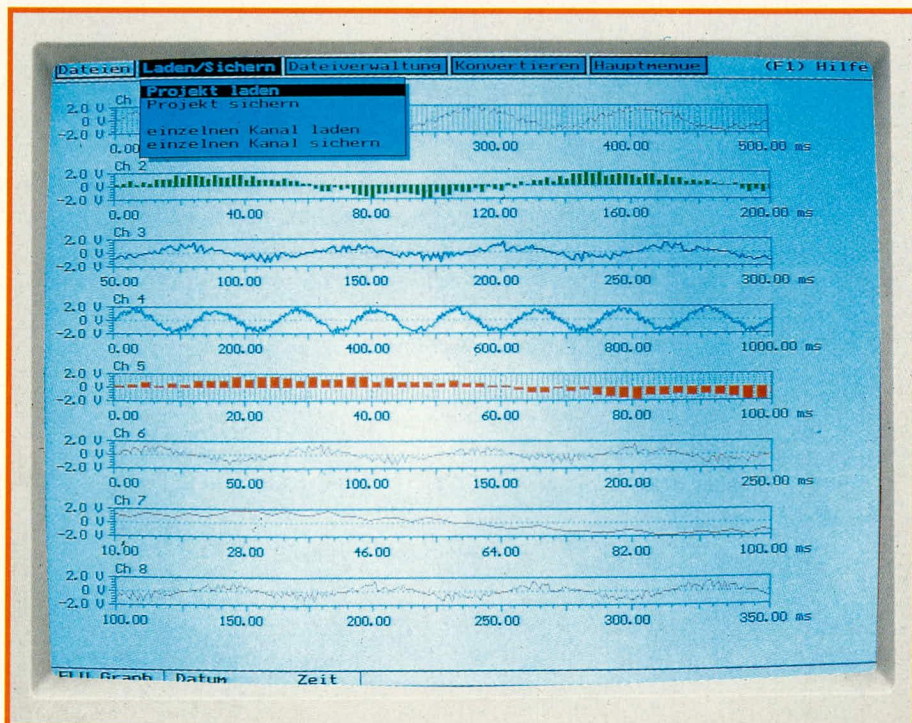 Dateien Laden/Sichern Dateiverwaltung Konvertieren Hauptmenue (F1) Hilfe
Projekt laden
Projekt sichern
einzelnen Kanal laden
einzelnen Kanal sichern
Ch
2.0 V
0 V
-2.0 V
0.00 300.00 400.00 500.00 ms
Ch 2
2.0 V
0 V
-2.0 V
0.00 40.00 80.00 120.00 160.00 200.00 ms
Ch 3
2.0 V
0 V
-2.0 V
50.00 100.00 150.00 200.00 250.00 300.00 ms
Ch 4
2.0 V
0 V
-2.0 V
0.00 200.00 400.00 600.00 800.00 1000.00 ms
Ch 5
2.0 V
0 V
-2.0 V
0.00 20.00 40.00 60.00 80.00 100.00 ms
Ch 6
2.0 V
0 V
-2.0 V
0.00 50.00 100.00 150.00 200.00 250.00 ms
Ch 7
2.0 V
0 V
-2.0 V
10.00 28.00 46.00 64.00 82.00 100.00 ms
Ch 8
2.0 V
0 V
-2.0 V
100.00 150.00 200.00 250.00 300.00 350.00 ms
Graph Datum Zeit